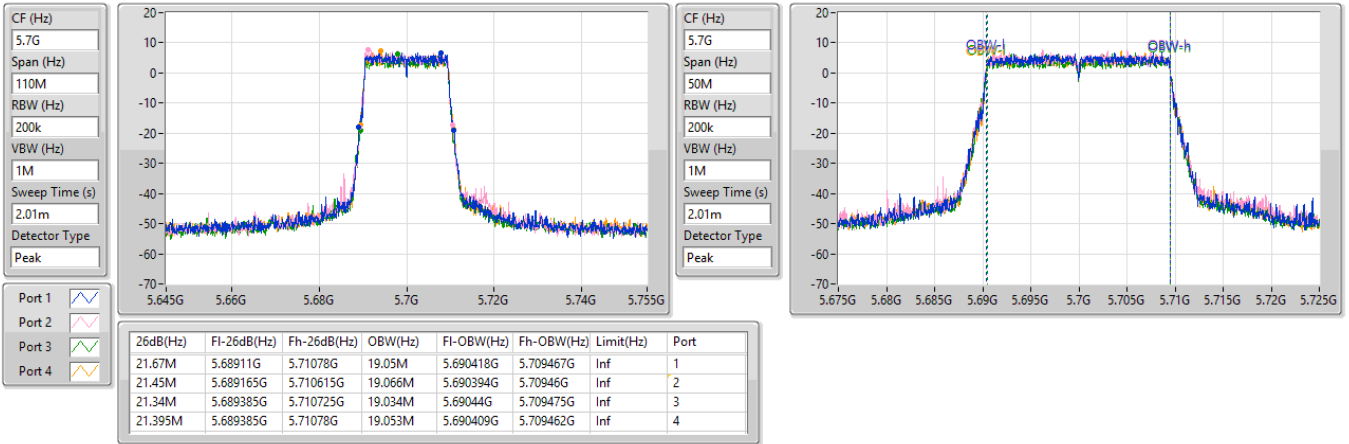 CF (Hz)
5.7G
Span (Hz)
110M
RBW (Hz)
200k
VBW (Hz)
1M
Sweep Time (s)
2.01m
Detector Type
Peak
20
10
0
-10
-20
-30
-40
-50
-60
-70
5.645G 5.66G 5.68G 5.7G 5.72G 5.74G 5.755G
CF (Hz)
5.7G
Span (Hz)
50M
RBW (Hz)
200k
VBW (Hz)
1M
Sweep Time (s)
2.01m
Detector Type
Peak
20
10
0
-10
-20
-30
-40
-50
-60
-70
OBW-l OBW-h
5.675G 5.68G 5.685G 5.69G 5.695G 5.7G 5.705G 5.71G 5.715G 5.72G 5.725G
Port 1
Port 2
Port 3
Port 4
26dB(Hz) Fl-26dB(Hz) Fh-26dB(Hz) OBW(Hz) Fl-OBW(Hz) Fh-OBW(Hz) Limit(Hz) Port
21.67M 5.68911G 5.71078G 19.05M 5.690418G 5.709467G Inf 1
21.45M 5.689165G 5.710615G 19.066M 5.690394G 5.70946G Inf 2
21.34M 5.689385G 5.710725G 19.034M 5.69044G 5.709475G Inf 3
21.395M 5.689385G 5.71078G 19.053M 5.690409G 5.709462G Inf 4